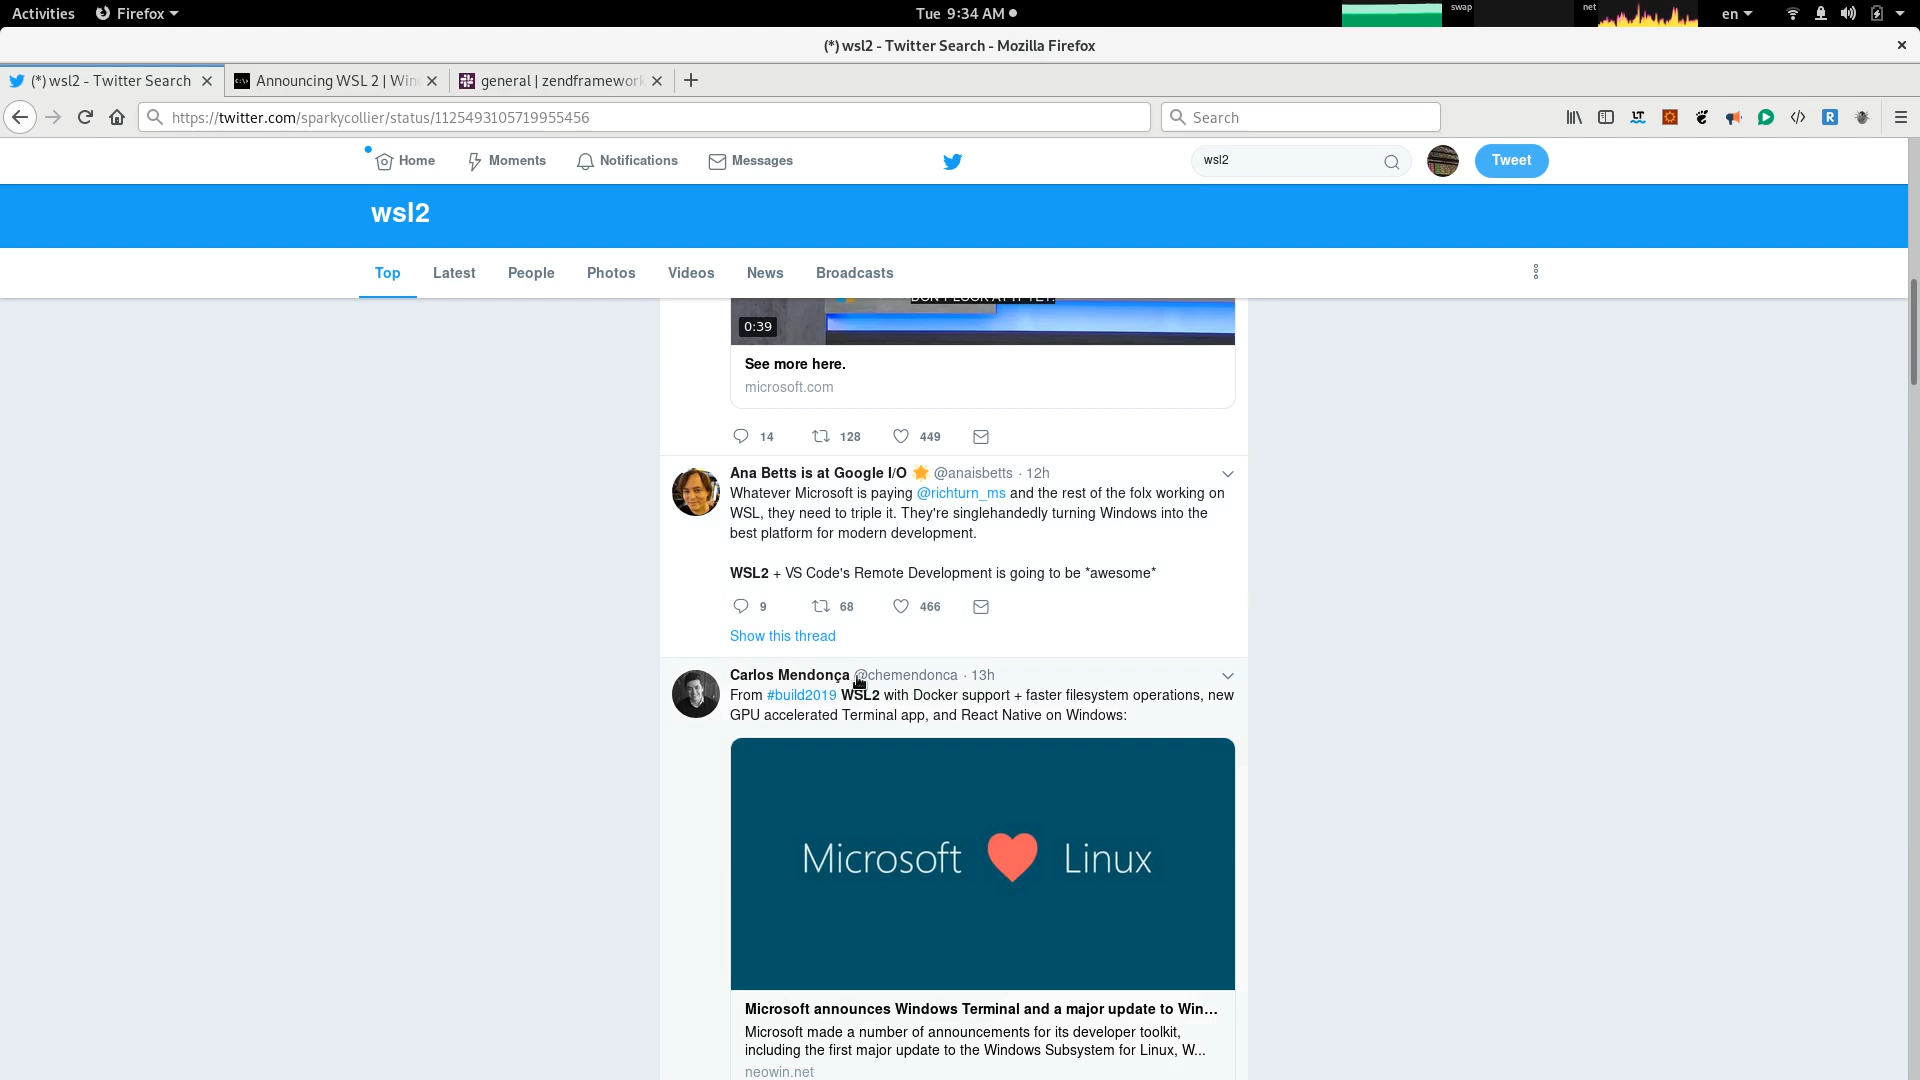 Activities Firefox Tue 9:34 AM swap net en
(*) wsl2 - Twitter Search - Mozilla Firefox
(*) wsl2 - Twitter Search Announcing WSL 2 | Win general | zendframework
https://twitter.com/sparkycollier/status/1125493105719955456 Search
Home Moments Notifications Messages wsl2 Tweet
wsl2
Top Latest People Photos Videos News Broadcasts
DON'T LOOK AT IT YET!
0:39
See more here.
microsoft.com
14 128 449
Ana Betts is at Google I/O @anaisbetts · 12h
Whatever Microsoft is paying @richturn_ms and the rest of the folx working on
WSL, they need to triple it. They're singlehandedly turning Windows into the
best platform for modern development.
WSL2 + VS Code's Remote Development is going to be *awesome*
9 68 466
Show this thread
Carlos Mendonça @chemendonca · 13h
From #build2019 WSL2 with Docker support + faster filesystem operations, new
GPU accelerated Terminal app, and React Native on Windows:
Microsoft Linux
Microsoft announces Windows Terminal and a major update to Win...
Microsoft made a number of announcements for its developer toolkit,
including the first major update to the Windows Subsystem for Linux, W...
neowin.net